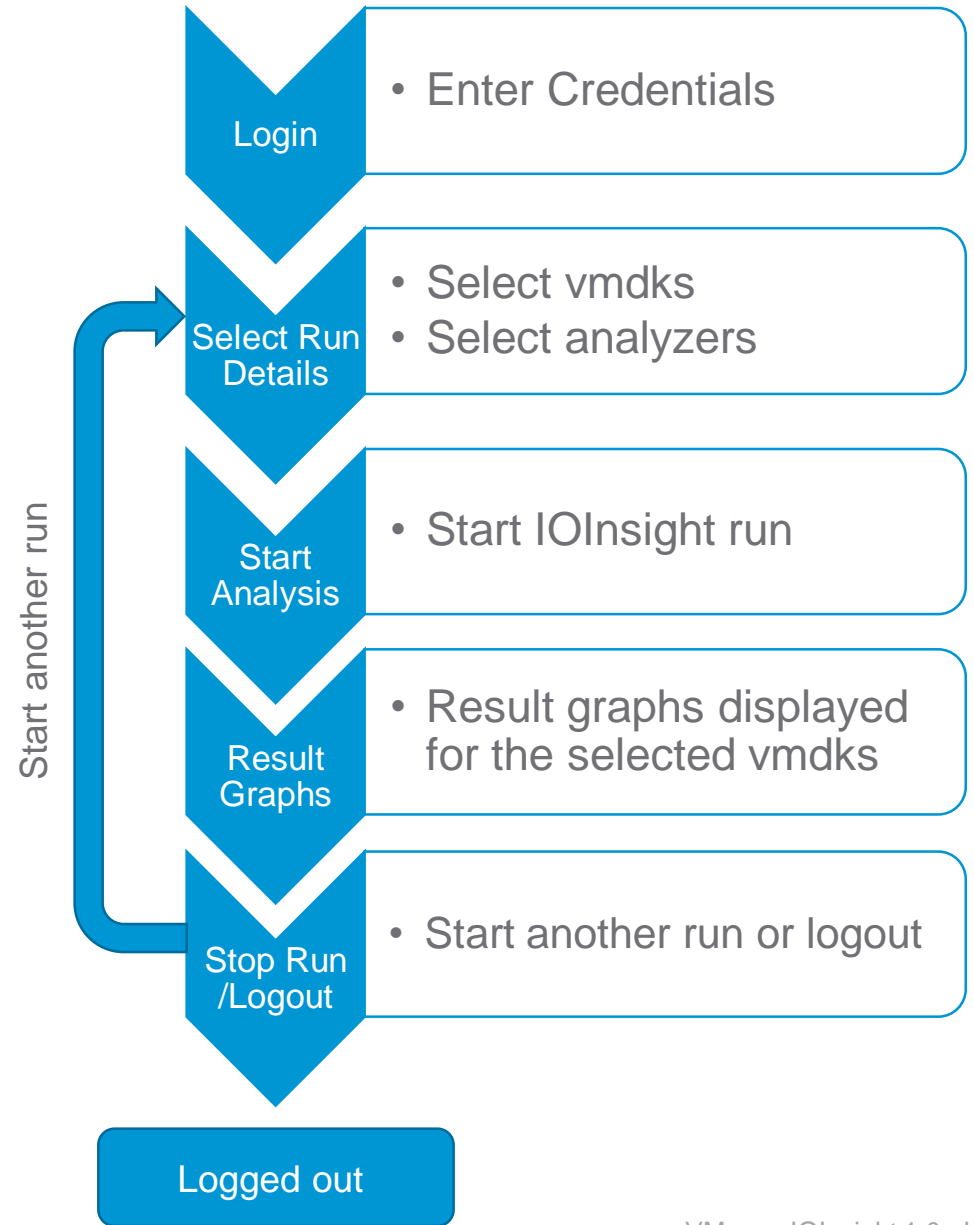 Login
• Enter Credentials
Select Run
Details
• Select vmdks
• Select analyzers
Start
Analysis
• Start IOInsight run
Result
Graphs
• Result graphs displayed
for the selected vmdks
Stop Run
/Logout
• Start another run or logout
Start another run
Logged out